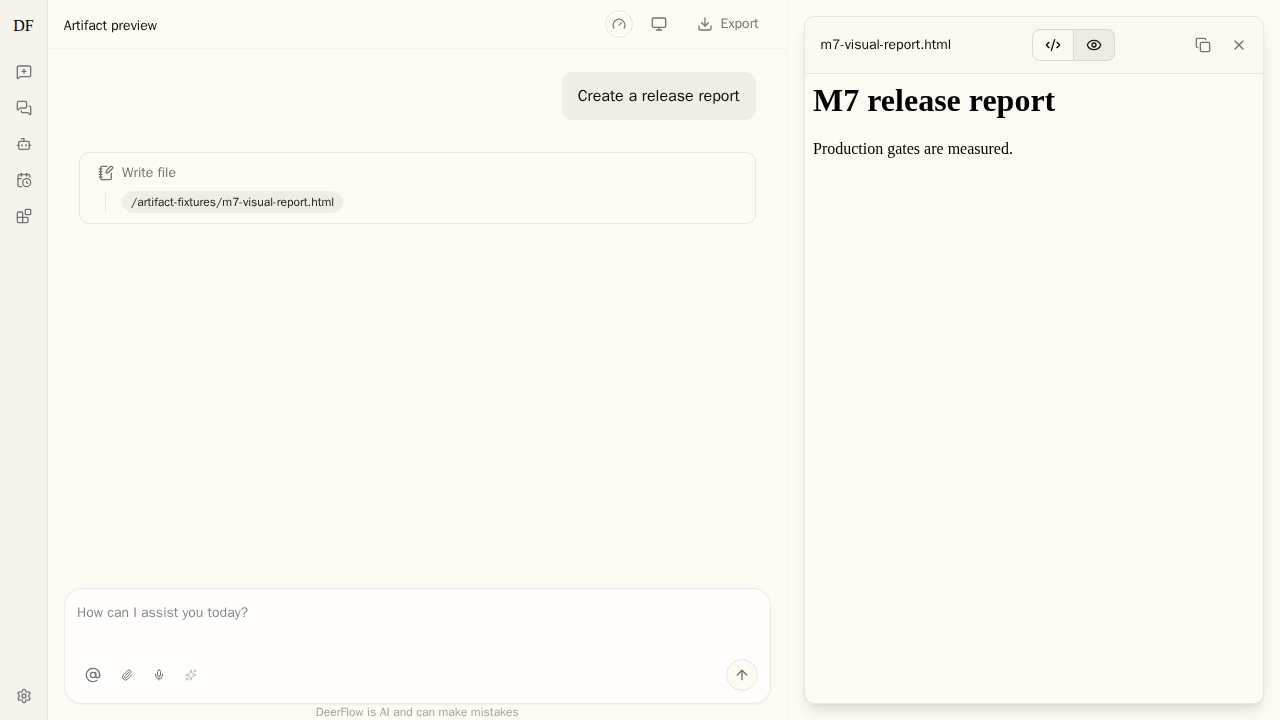 DF
Artifact preview
Export
Create a release report
Write file
/artifact-fixtures/m7-visual-report.html
How can I assist you today?
DeerFlow is AI and can make mistakes
m7-visual-report.html
M7 release report
Production gates are measured.